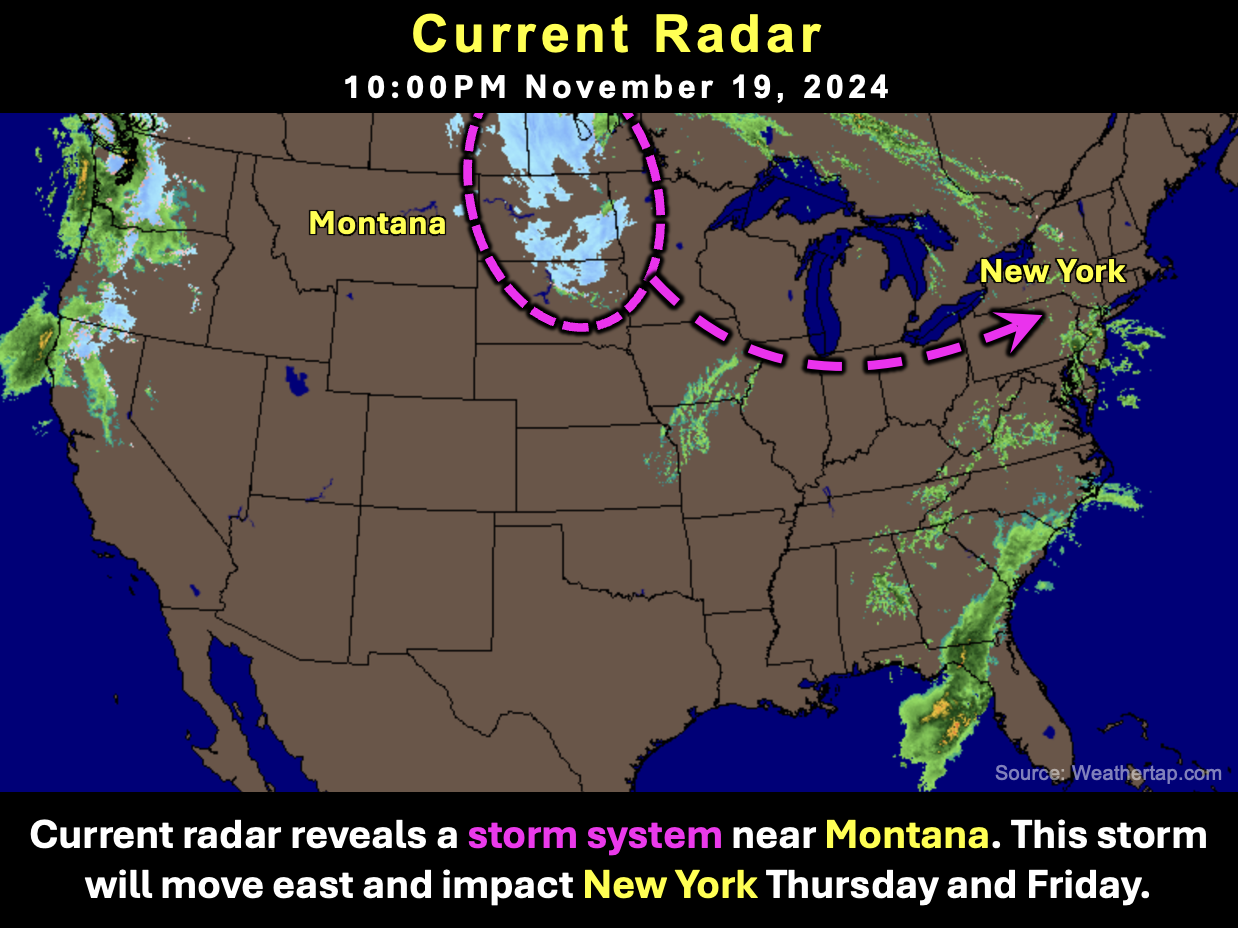 Current Radar
10:00PM November 19, 2024
Montana
New York
Source: Weathertap.com
Current radar reveals a storm system near Montana. This storm
will move east and impact New York Thursday and Friday.